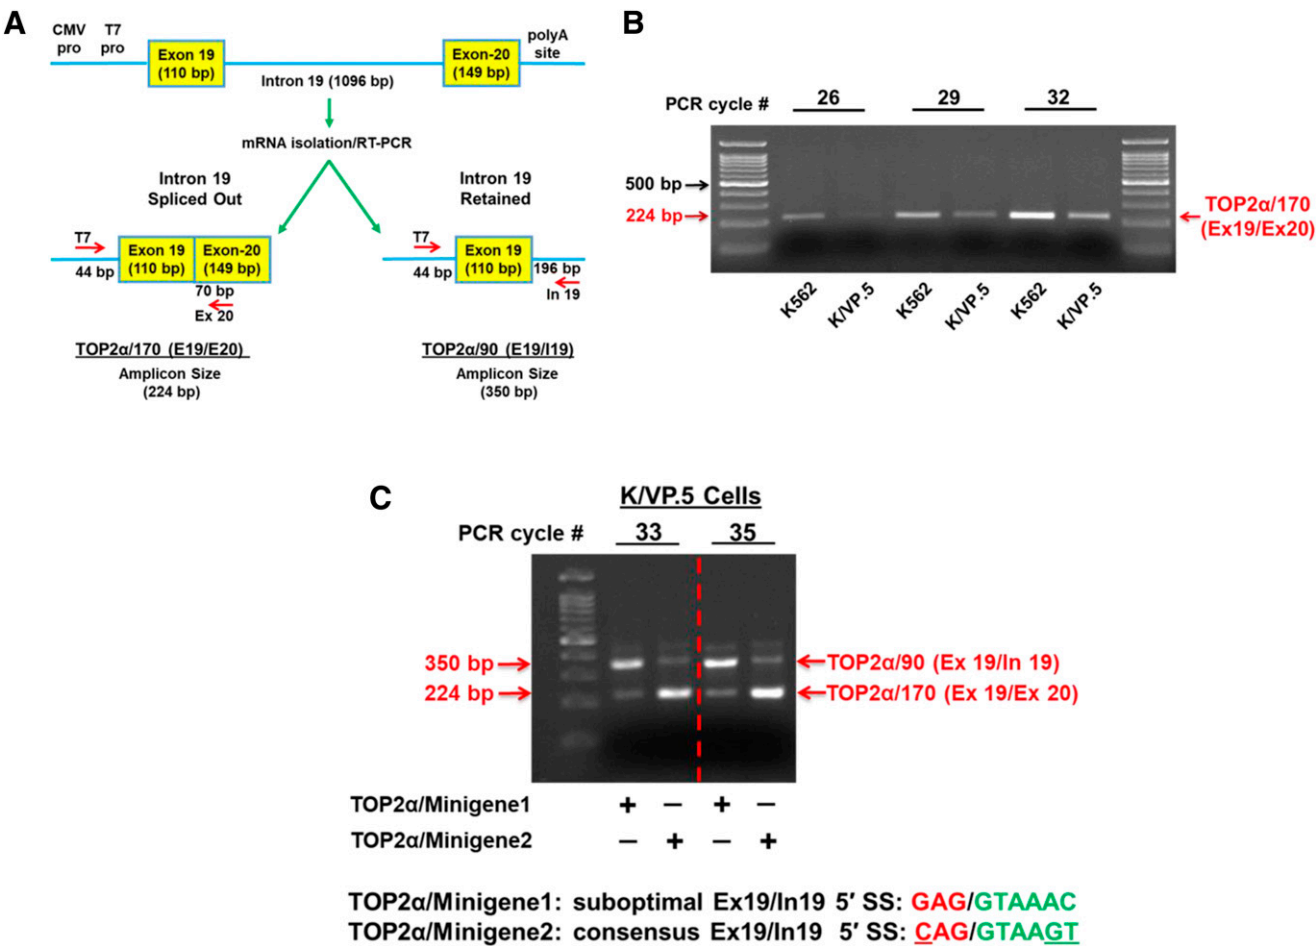 A
CMV
pro
T7
pro
Exon 19
(110 bp)
Exon-20
(149 bp)
polyA
site
Intron 19 (1096 bp)
mRNA isolation/RT-PCR
Intron 19
Spliced Out
Intron 19
Retained
T7
44 bp
Exon 19
(110 bp)
Exon-20
(149 bp)
70 bp
Ex 20
T7
44 bp
Exon 19
(110 bp)
196 bp
In 19
TOP2α/170 (E19/E20)
Amplicon Size
(224 bp)
TOP2α/90 (E19/I19)
Amplicon Size
(350 bp)
B
PCR cycle # 26 29 32
500 bp
224 bp
TOP2α/170
(Ex19/Ex20)
K562 K/VP.5 K562 K/VP.5 K562 K/VP.5
C
K/VP.5 Cells
PCR cycle # 33 35
350 bp
TOP2α/90 (Ex 19/In 19)
224 bp
TOP2α/170 (Ex 19/Ex 20)
TOP2α/Minigene1 + − + −
TOP2α/Minigene2 − + − +
TOP2α/Minigene1: suboptimal Ex19/In19 5′ SS: GAG/GTAAAC
TOP2α/Minigene2: consensus Ex19/In19 5′ SS: CAG/GTAAGT